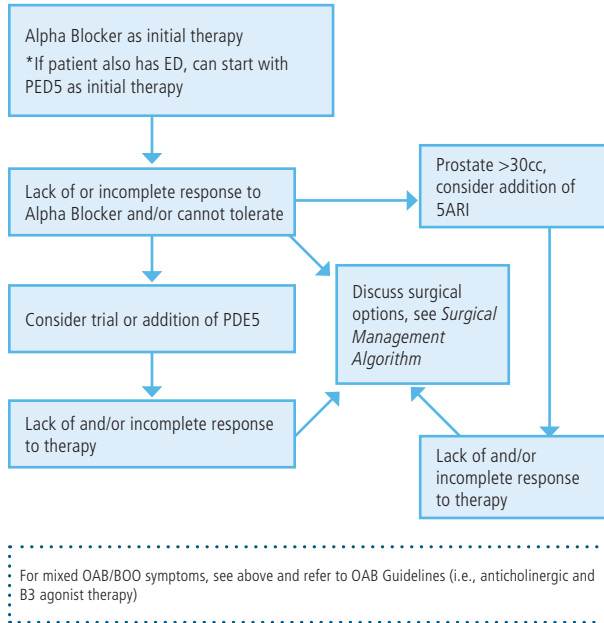 Alpha Blocker as initial therapy
*If patient also has ED, can start with
PED5 as initial therapy
Lack of or incomplete response to
Alpha Blocker and/or cannot tolerate
Prostate >30cc,
consider addition of
5ARI
Consider trial or addition of PDE5
Discuss surgical
options, see Surgical
Management
Algorithm
Lack of and/or incomplete response
to therapy
Lack of and/or
incomplete response
to therapy
For mixed OAB/BOO symptoms, see above and refer to OAB Guidelines (i.e., anticholinergic and
B3 agonist therapy)